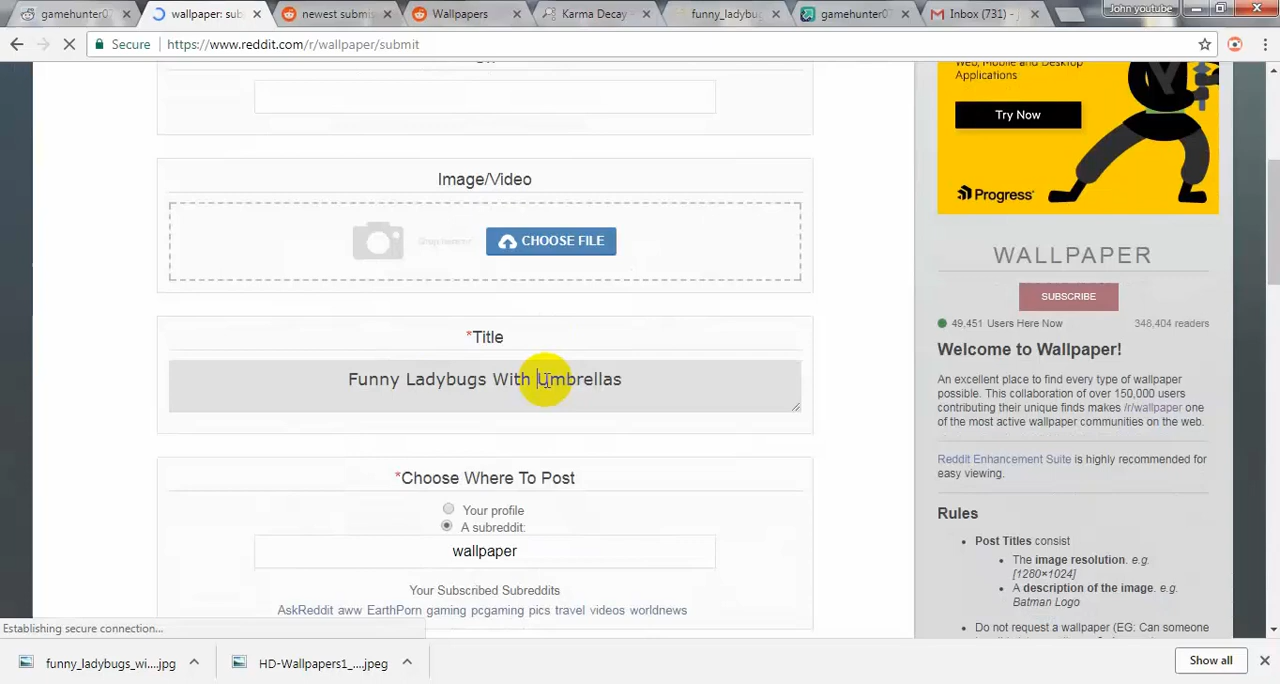 gamehunter0
wallpaper: sub
newest submis
Wallpapers
Karma Decay -
funny_ladybug
gamehunter07
Inbox (731) -
John youtube
Secure
https://www.reddit.com/r/wallpaper/submit
Web, Mobile and Desktop
Applications
Try Now
Progress
Image/Video
CHOOSE FILE
*Title
Funny Ladybugs With Umbrellas
*Choose Where To Post
Your profile
A subreddit:
wallpaper
Your Subscribed Subreddits
AskReddit aww EarthPorn gaming pcgaming pics travel videos worldnews
WALLPAPER
SUBSCRIBE
49,451 Users Here Now
348,404 readers
Welcome to Wallpaper!
An excellent place to find every type of wallpaper
possible. This collaboration of over 150,000 users
contributing their unique finds makes /r/wallpaper one
of the most active wallpaper communities on the web.
Reddit Enhancement Suite is highly recommended for
easy viewing.
Rules
Post Titles consist
The image resolution. e.g.
[1280×1024]
A description of the image. e.g.
Batman Logo
Do not request a wallpaper (EG: Can someone
Establishing secure connection...
funny_ladybugs_wi....jpg
HD-Wallpapers1_....jpeg
Show all